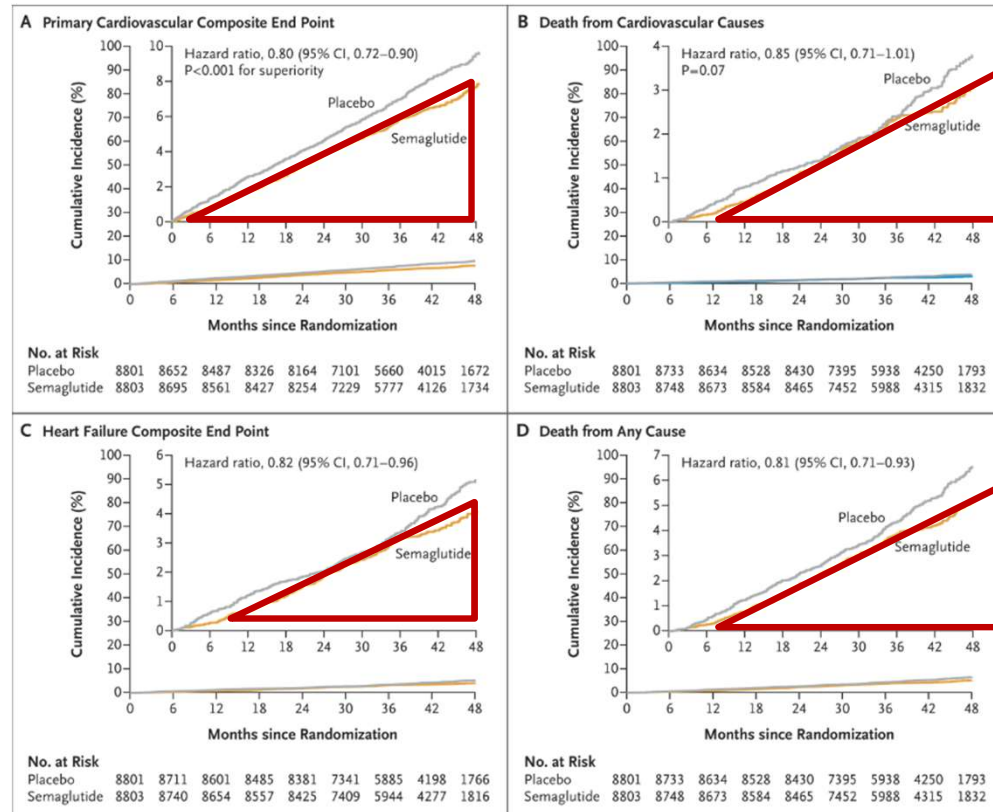 A Primary Cardiovascular Composite End Point
Hazard ratio, 0.80 (95% CI, 0.72–0.90)
P<0.001 for superiority
Placebo
Semaglutide
Cumulative Incidence (%)
100
90
80
70
60
50
40
30
20
10
0
10
8
6
4
2
0
0 6 12 18 24 30 36 42 48
0 6 12 18 24 30 36 42 48
Months since Randomization
No. at Risk
Placebo 8801 8652 8487 8326 8164 7101 5660 4015 1672
Semaglutide 8803 8695 8561 8427 8254 7229 5777 4126 1734
B Death from Cardiovascular Causes
Hazard ratio, 0.85 (95% CI, 0.71–1.01)
P=0.07
Placebo
Semaglutide
Cumulative Incidence (%)
100
90
80
70
60
50
40
30
20
10
0
4
3
2
1
0
0 6 12 18 24 30 36 42 48
0 6 12 18 24 30 36 42 48
Months since Randomization
No. at Risk
Placebo 8801 8733 8634 8528 8430 7395 5938 4250 1793
Semaglutide 8803 8748 8673 8584 8465 7452 5988 4315 1832
C Heart Failure Composite End Point
Hazard ratio, 0.82 (95% CI, 0.71–0.96)
Placebo
Semaglutide
Cumulative Incidence (%)
100
90
80
70
60
50
40
30
20
10
0
6
5
4
3
2
1
0
0 6 12 18 24 30 36 42 48
0 6 12 18 24 30 36 42 48
Months since Randomization
No. at Risk
Placebo 8801 8711 8601 8485 8381 7341 5885 4198 1766
Semaglutide 8803 8740 8654 8557 8425 7409 5944 4277 1816
D Death from Any Cause
Hazard ratio, 0.81 (95% CI, 0.71–0.93)
Placebo
Semaglutide
Cumulative Incidence (%)
100
90
80
70
60
50
40
30
20
10
0
7
6
5
4
3
2
1
0
0 6 12 18 24 30 36 42 48
0 6 12 18 24 30 36 42 48
Months since Randomization
No. at Risk
Placebo 8801 8733 8634 8528 8430 7395 5938 4250 1793
Semaglutide 8803 8748 8673 8584 8465 7452 5988 4315 1832